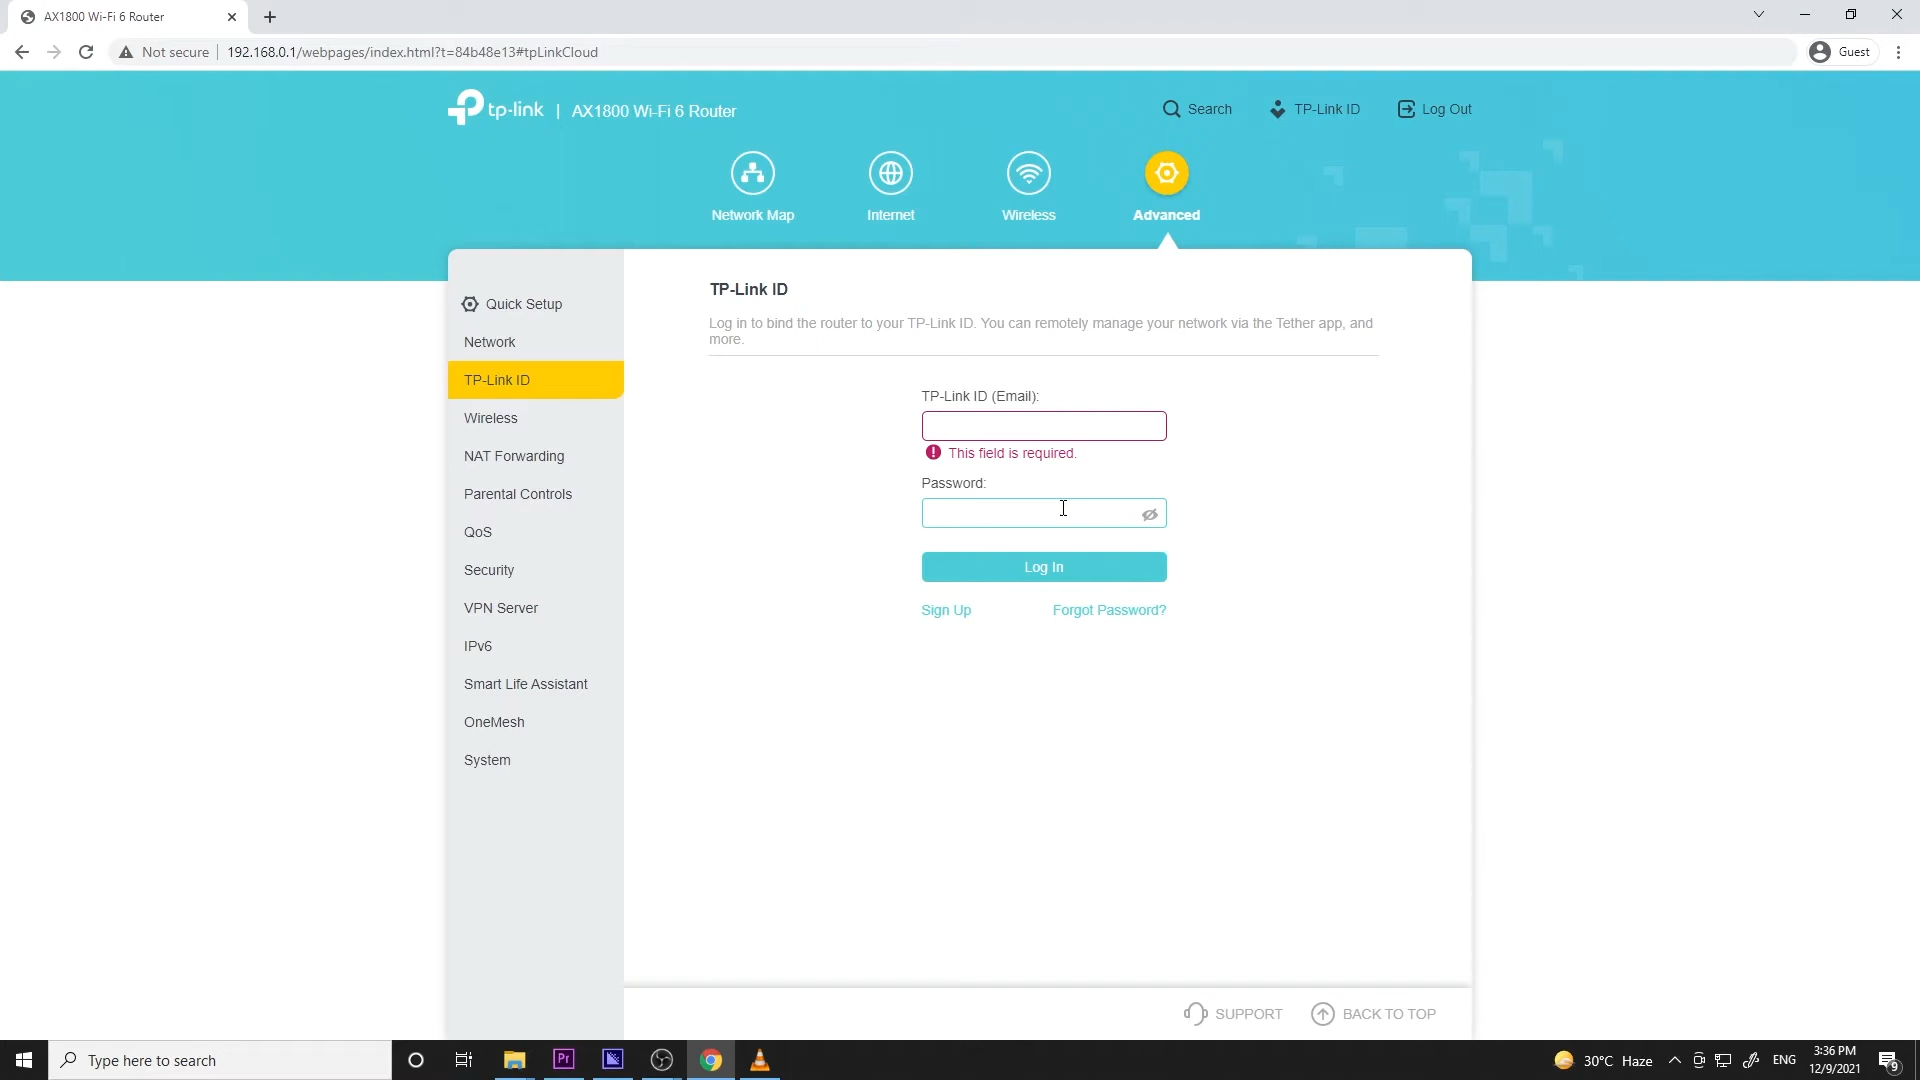 AX1800 Wi-Fi 6 Router
Not secure
192.168.0.1/webpages/index.html?t=84b48e13#tpLinkCloud
Guest
tp-link | AX1800 Wi-Fi 6 Router
Search
TP-Link ID
Log Out
Network Map
Internet
Wireless
Advanced
Quick Setup
Network
TP-Link ID
Wireless
NAT Forwarding
Parental Controls
QoS
Security
VPN Server
IPv6
Smart Life Assistant
OneMesh
System
TP-Link ID
Log in to bind the router to your TP-Link ID. You can remotely manage your network via the Tether app, and
more.
TP-Link ID (Email):
This field is required.
Password:
Log In
Sign Up
Forgot Password?
SUPPORT
BACK TO TOP
Type here to search
Pr
30°C Haze
ENG
3:36 PM
12/9/2021
9